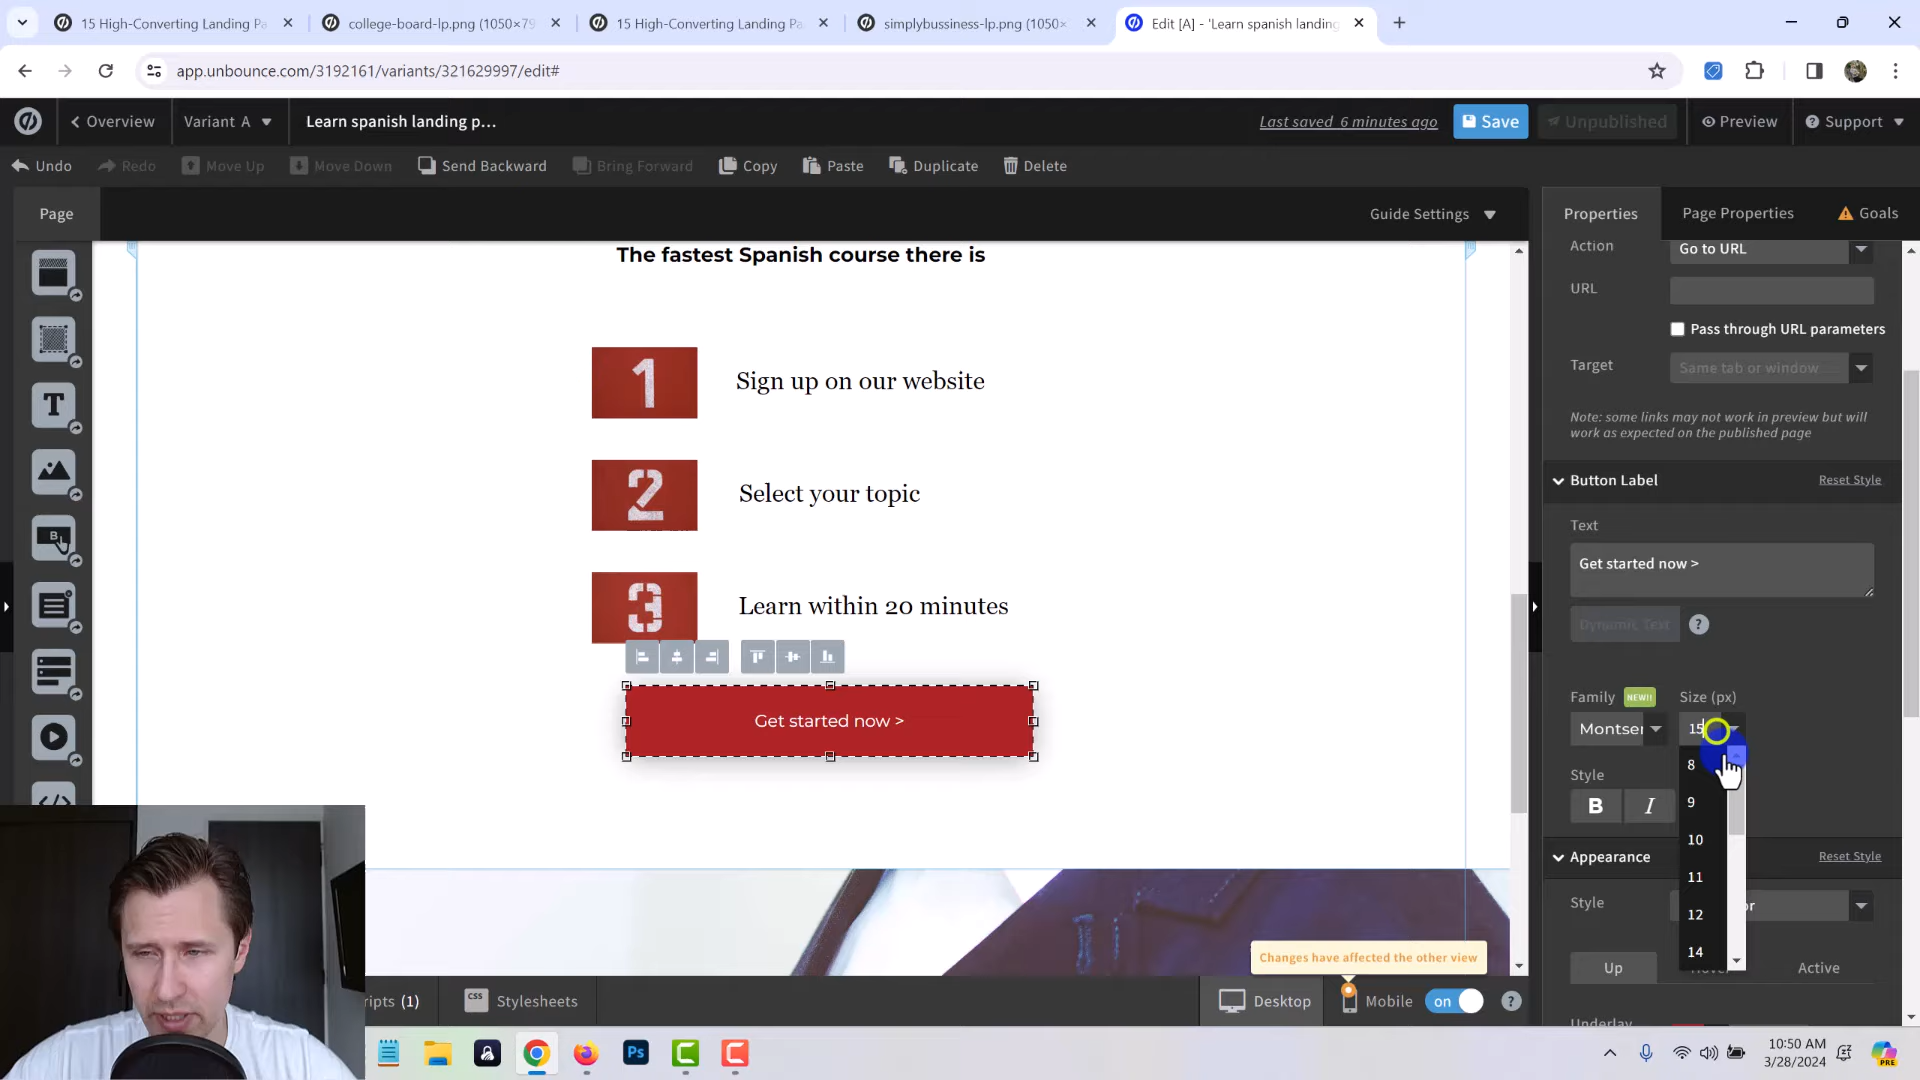 15 High-Converting Landing Pa
college-board-lp.png (1050×79
15 High-Converting Landing Pa
simplybussiness-lp.png (1050×
Edit [A] - 'Learn spanish landing
app.unbounce.com/3192161/variants/321629997/edit#
Overview
Variant A
Learn spanish landing p...
Last saved 6 minutes ago
Save
Unpublished
Preview
Support
Undo
Redo
Move Up
Move Down
Send Backward
Bring Forward
Copy
Paste
Duplicate
Delete
Page
Guide Settings
Properties
Page Properties
Goals
The fastest Spanish course there is
1
Sign up on our website
2
Select your topic
3
Learn within 20 minutes
Get started now >
Action
Go to URL
URL
Pass through URL parameters
Target
Same tab or window
Note: some links may not work in preview but will
work as expected on the published page
Button Label
Reset Style
Text
Get started now >
Dynamic Text
Family
NEW!!
Size (px)
Montser
15
8
9
10
11
12
14
Style
B
I
Appearance
Reset Style
Style
or
Up
Active
Underlay
Changes have affected the other view
ripts (1)
CSS
Stylesheets
Desktop
Mobile
on
Ps
10:50 AM
3/28/2024
PRE